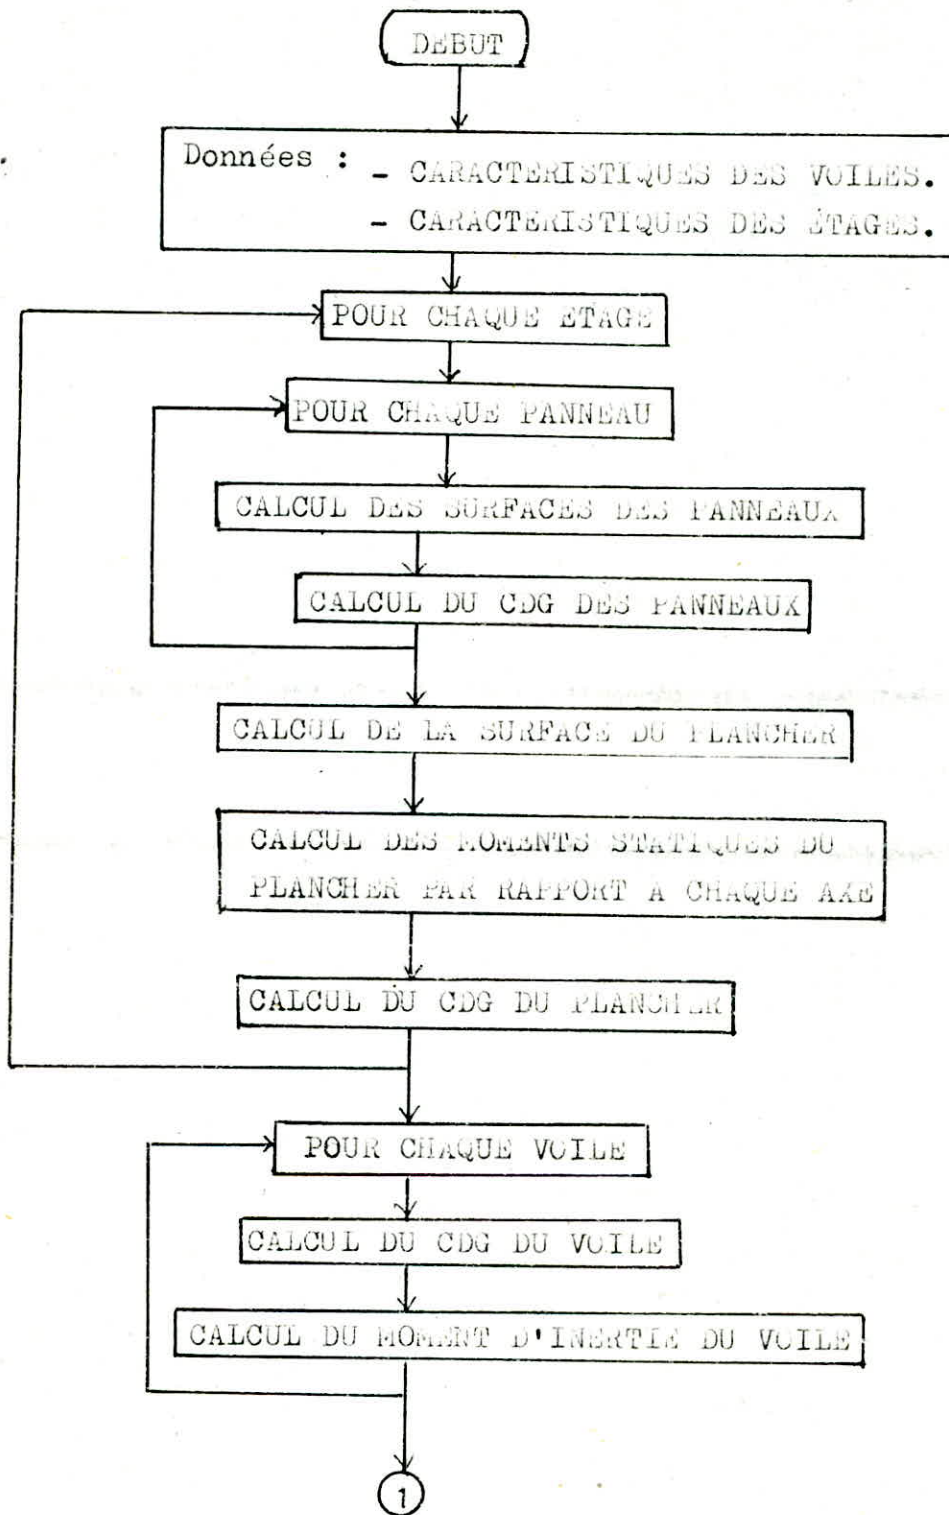 DEBUT
Données : - CARACTERISTIQUES DES VOILES.
- CARACTERISTIQUES DES ÉTAGES.
POUR CHAQUE ETAGE
POUR CHAQUE PANNEAU
CALCUL DES SURFACES DES PANNEAUX
CALCUL DU CDG DES PANNEAUX
CALCUL DE LA SURFACE DU PLANCHER
CALCUL DES MOMENTS STATIQUES DU
PLANCHER PAR RAPPORT À CHAQUE AXE
CALCUL DU CDG DU PLANCHER
POUR CHAQUE VOILE
CALCUL DU CDG DU VOILE
CALCUL DU MOMENT D'INERTIE DU VOILE
1